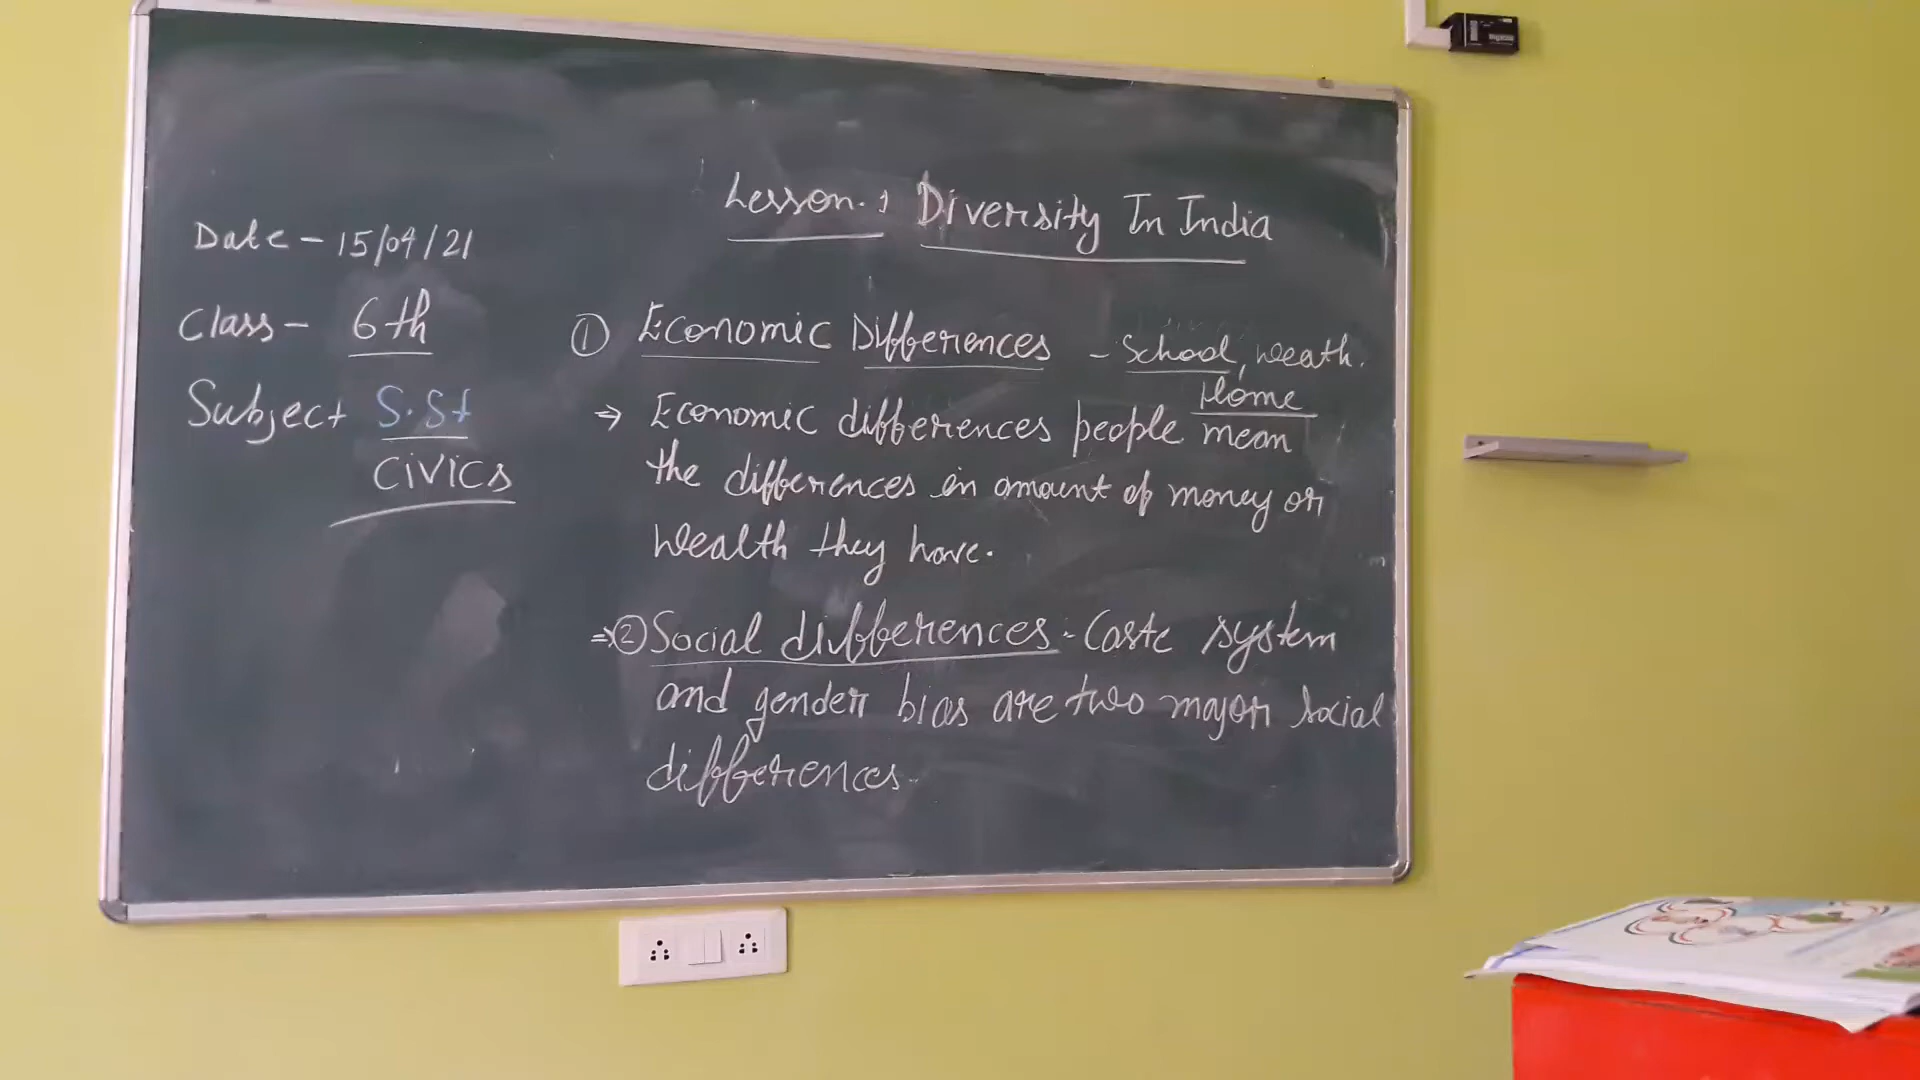 Lesson. 1 Diversity In India
Date - 15/04/21
Class - 6th
Subject S.St
CIVICS
① Economic Differences - School, weath.
Home
⇒ Economic differences people mean
the differences in amount of money or
wealth they have.
⇒② Social differences - Caste system
and gender bias are two major social
differences.